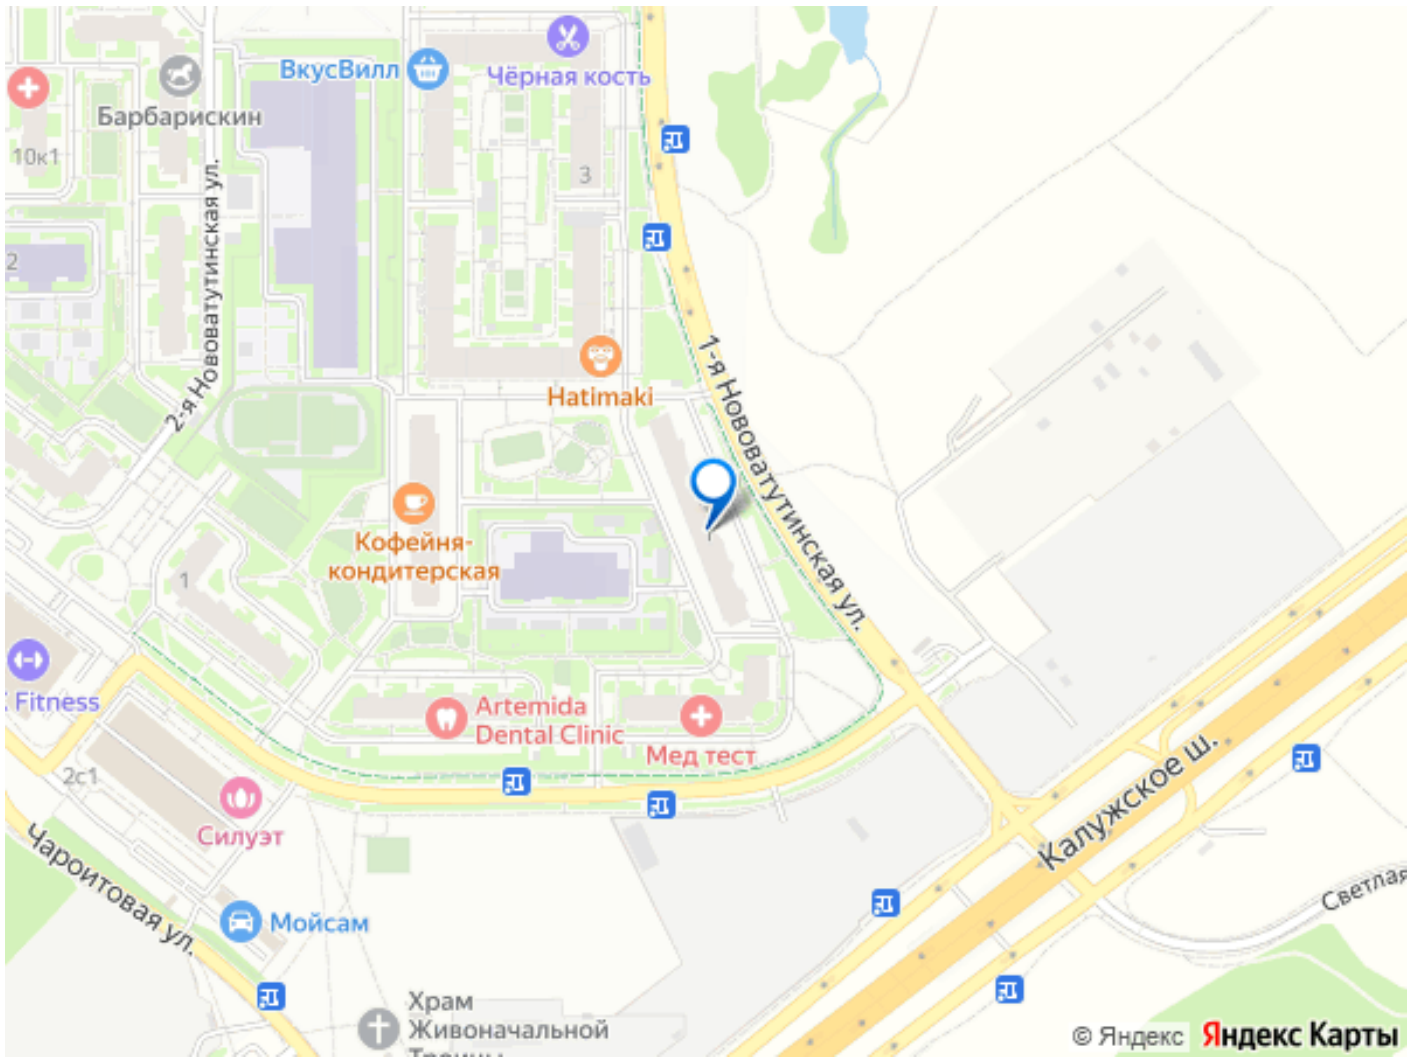 ВкусВилл
Чёрная кость
Барбарискин
10к1
3
2
2-я Нововатутинская ул.
1-я Нововатутинская ул.
Hatimaki
Кофейня-
кондитерская
1
Fitness
Artemida
Dental Clinic
Мед тест
2с1
Силуэт
Калужское ш.
Чароитовая ул.
Светлая
Мойсам
Храм
Живоначальной
Троицы
© Яндекс Яндекс Карты